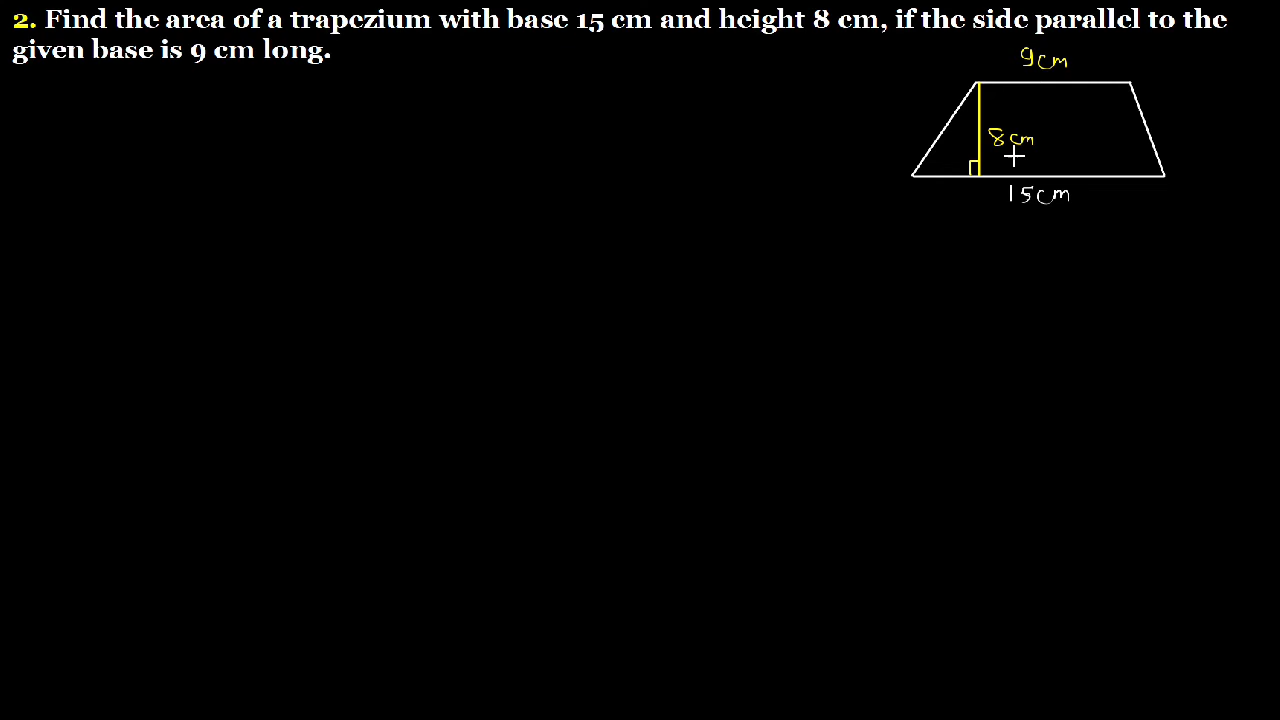 2. Find the area of a trapezium with base 15 cm and height 8 cm, if the side parallel to the
given base is 9 cm long.
9cm
8cm
15cm